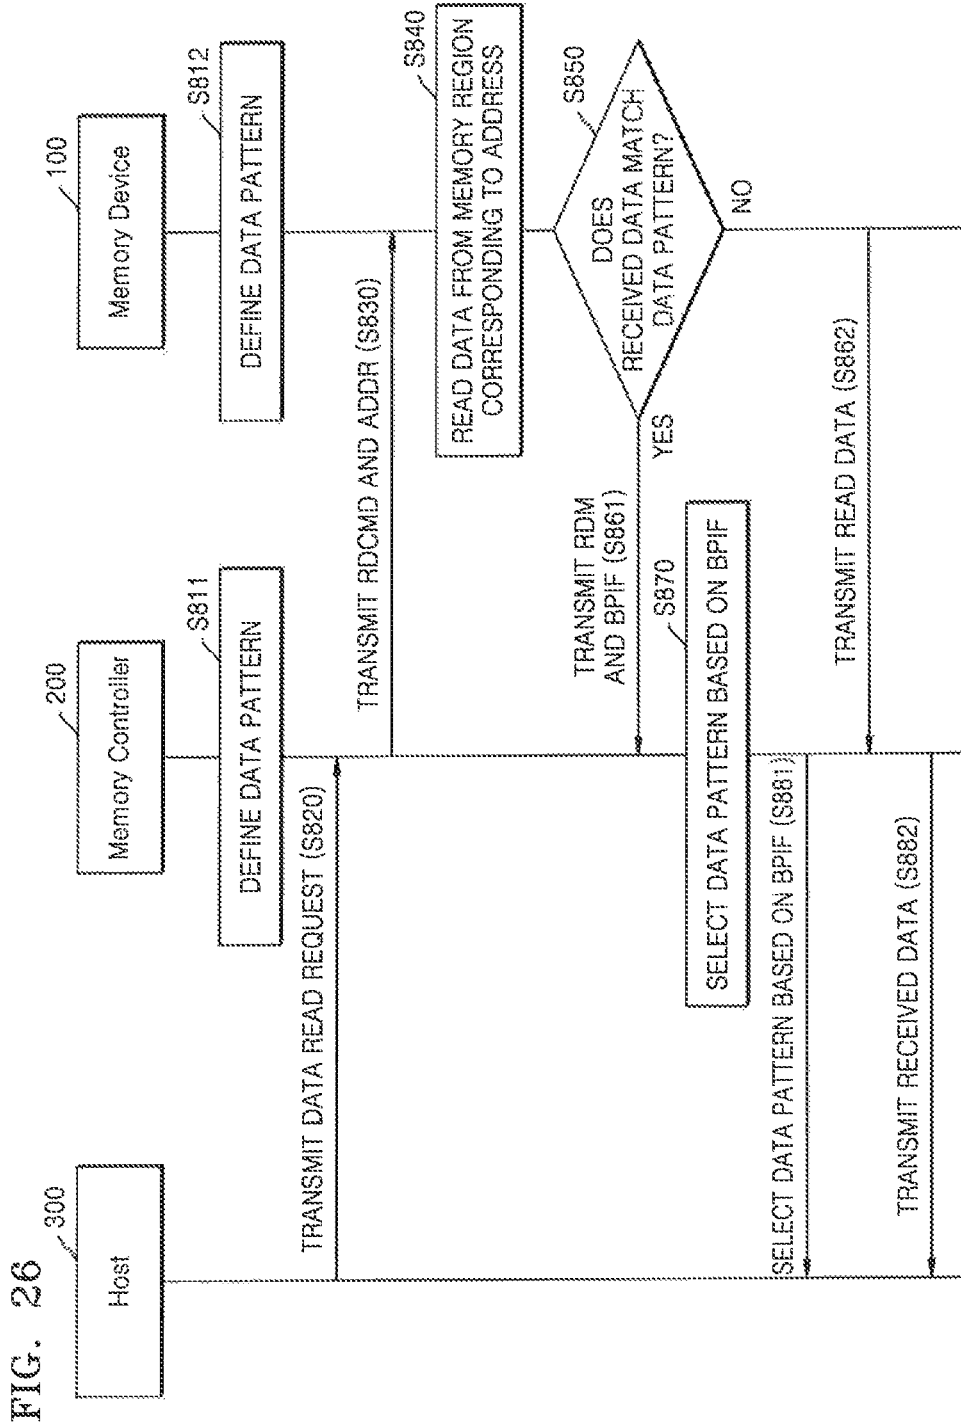 FIG. 26
300
Host
200
Memory Controller
100
Memory Device
S811
DEFINE DATA PATTERN
S812
DEFINE DATA PATTERN
TRANSMIT DATA READ REQUEST (S820)
TRANSMIT RDCMD AND ADDR (S830)
S840
READ DATA FROM MEMORY REGION
CORRESPONDING TO ADDRESS
S850
DOES
RECEIVED DATA MATCH
DATA PATTERN?
YES
NO
TRANSMIT RDM
AND BPIF (S861)
S870
SELECT DATA PATTERN BASED ON BPIF
SELECT DATA PATTERN BASED ON BPIF (S881)
TRANSMIT READ DATA (S862)
TRANSMIT RECEIVED DATA (S882)